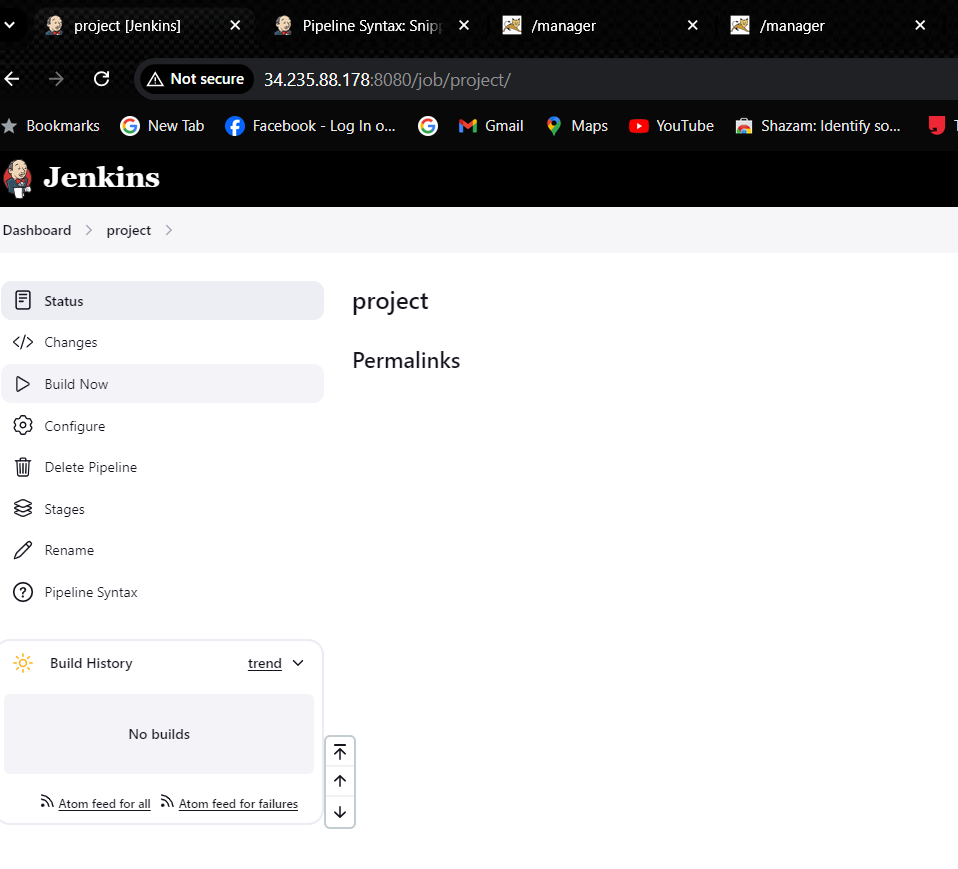 project [Jenkins]
Pipeline Syntax: Snipp
/manager
/manager
Not secure 34.235.88.178:8080/job/project/
Bookmarks New Tab Facebook - Log In o... Gmail Maps YouTube Shazam: Identify so...
Jenkins
Dashboard project
Status
Changes
Build Now
Configure
Delete Pipeline
Stages
Rename
Pipeline Syntax
project
Permalinks
Build History trend
No builds
Atom feed for all Atom feed for failures